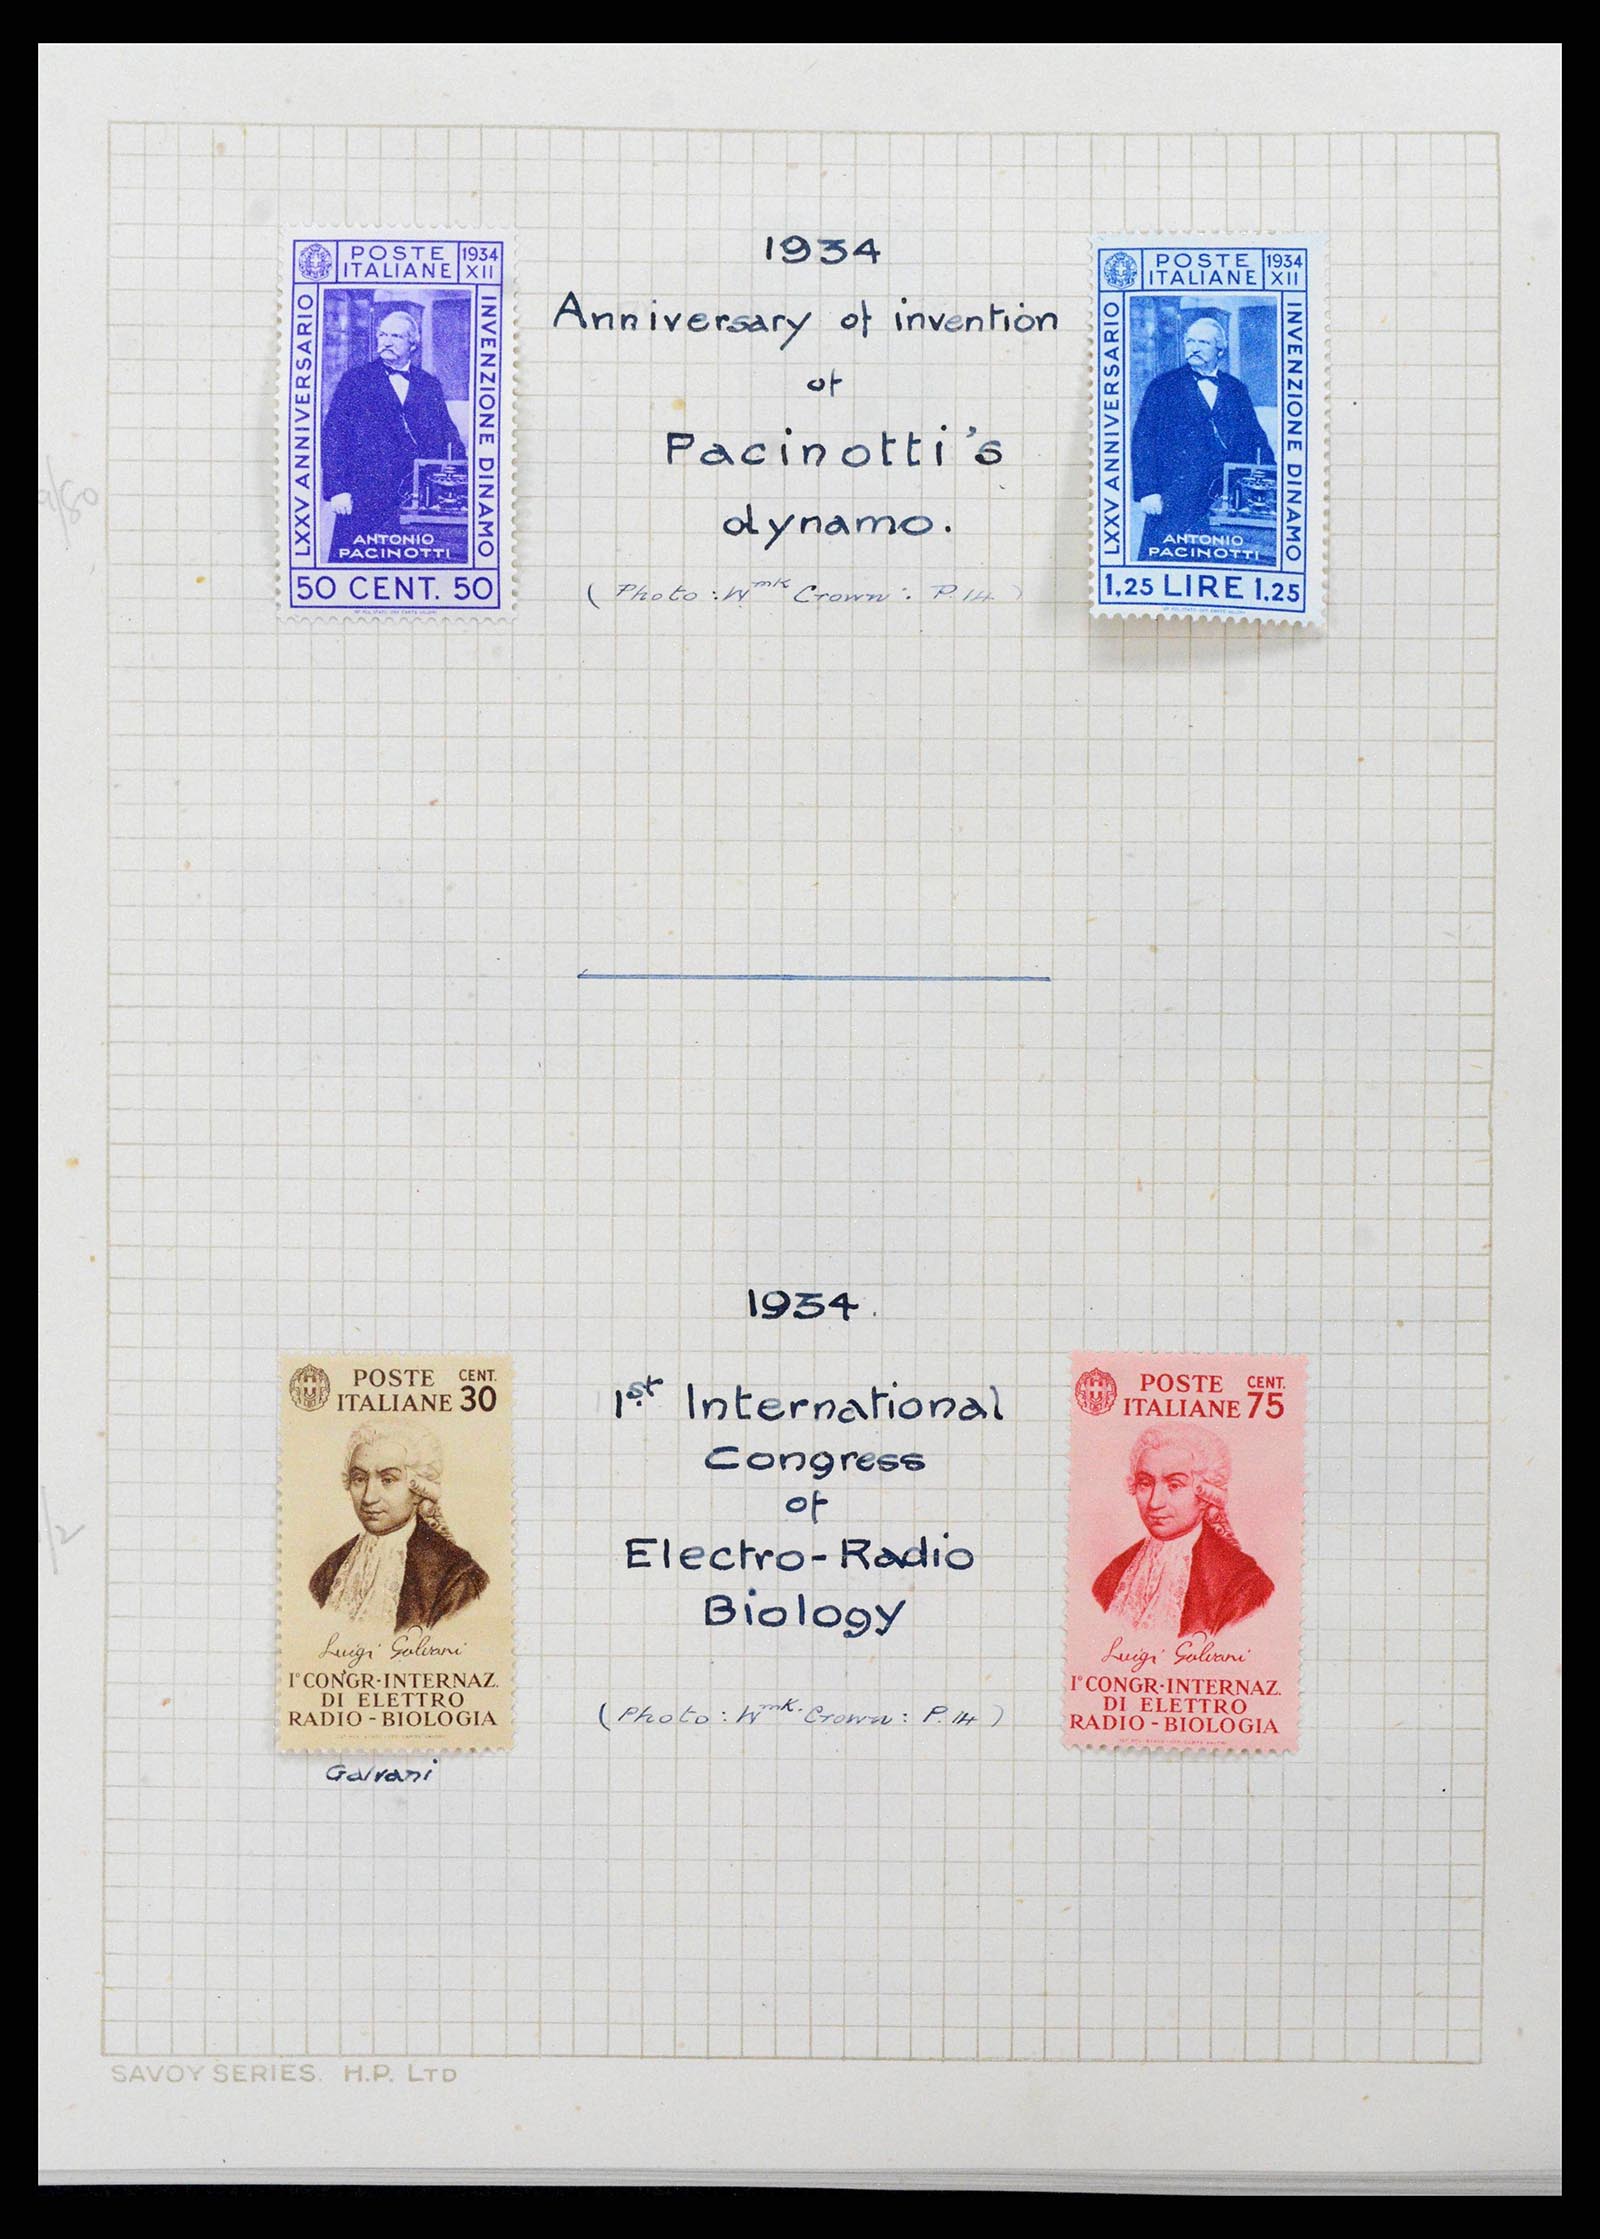 POSTE ITALIANE
1934 XII
LXXV ANNIVERSARIO
INVENZIONE DINAMO
ANTONIO
PACINOTTI
50 CENT. 50
1934
Anniversary of invention
of
Pacinotti's
dynamo.
(Photo: Wmk Crown: P.14)
POSTE ITALIANE
1934 XII
LXXV ANNIVERSARIO
INVENZIONE DINAMO
ANTONIO
PACINOTTI
1,25 LIRE 1.25
9/80
1934.
1st International
Congress
of
Electro-Radio
Biology
(Photo: Wmk. Crown: P.14)
POSTE CENT.
ITALIANE 30
Luigi Galvani
I° CONGR·INTERNAZ.
DI ELETTRO
RADIO-BIOLOGIA
Galvani
POSTE CENT.
ITALIANE 75
Luigi Galvani
I° CONGR·INTERNAZ.
DI ELETTRO
RADIO-BIOLOGIA
1/2
SAVOY SERIES. H.P. LTD